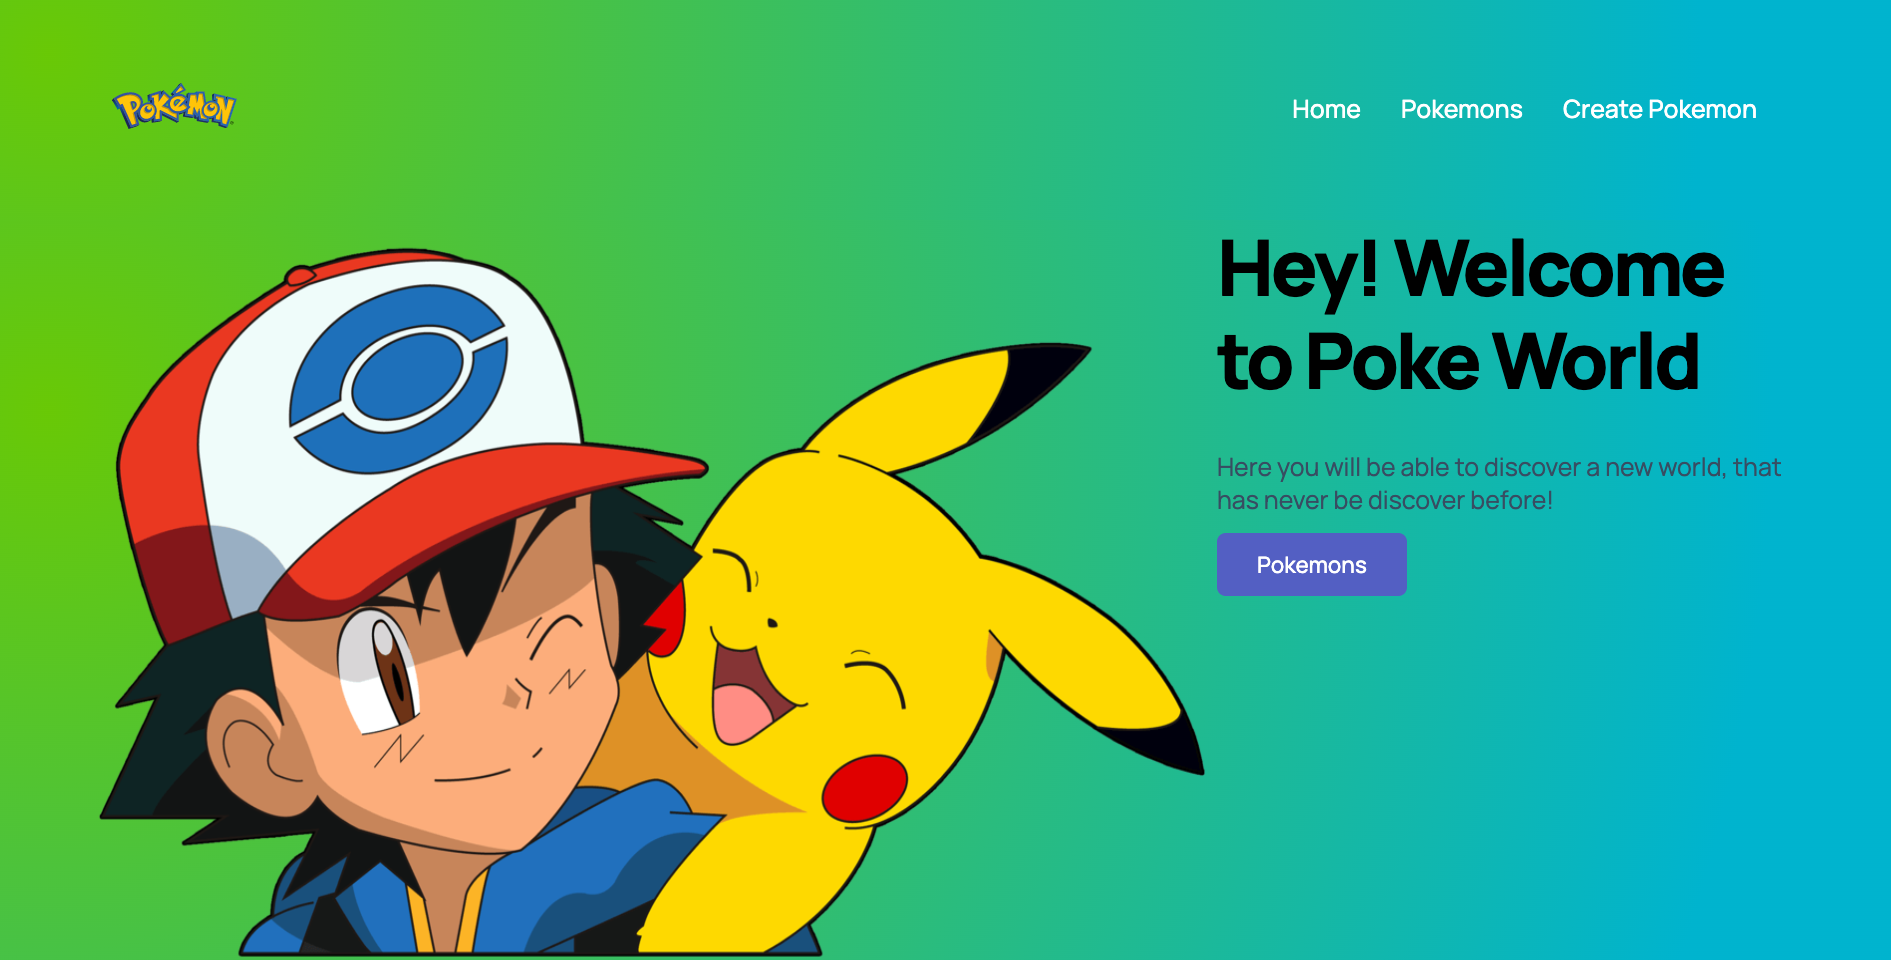 Pokémon
Home Pokemons Create Pokemon
Hey! Welcome
to Poke World
Here you will be able to discover a new world, that
has never be discover before!
Pokemons